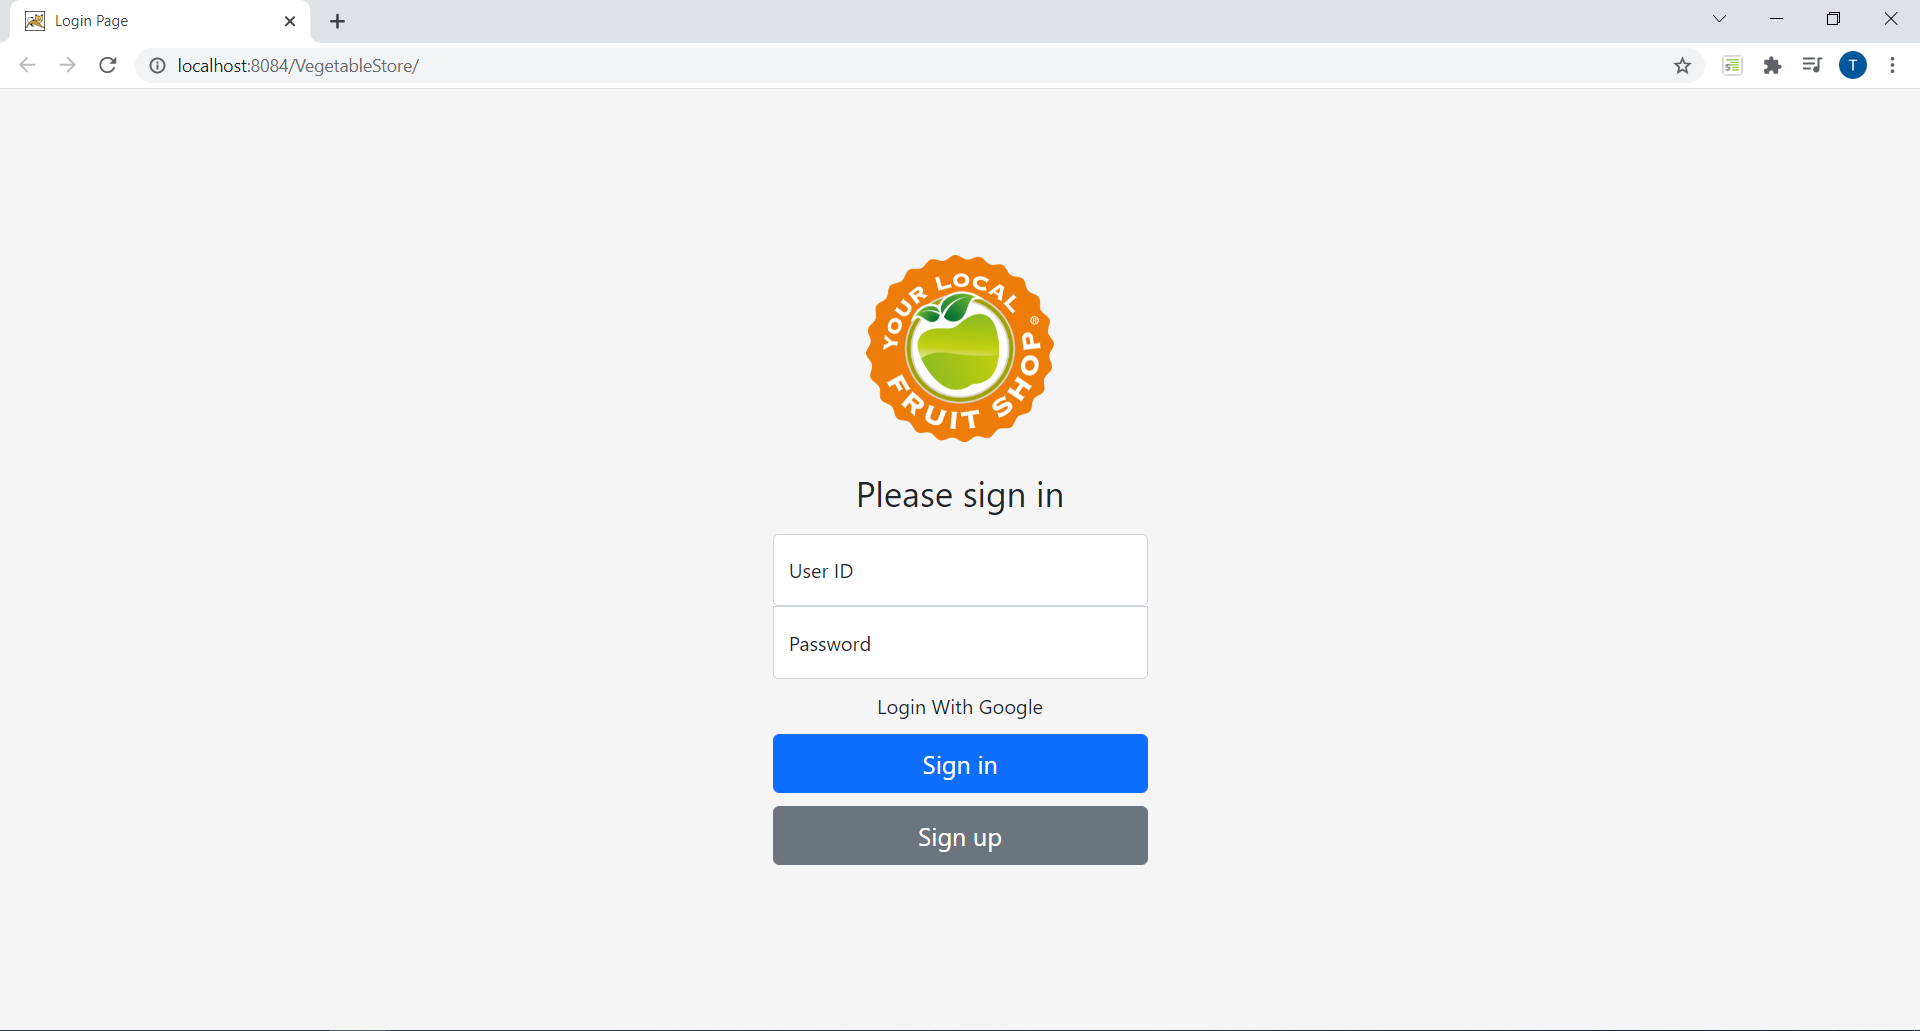 Login Page
localhost:8084/VegetableStore/
T
YOUR LOCAL
FRUIT SHOP ®
Please sign in
User ID
Password
Login With Google
Sign in
Sign up